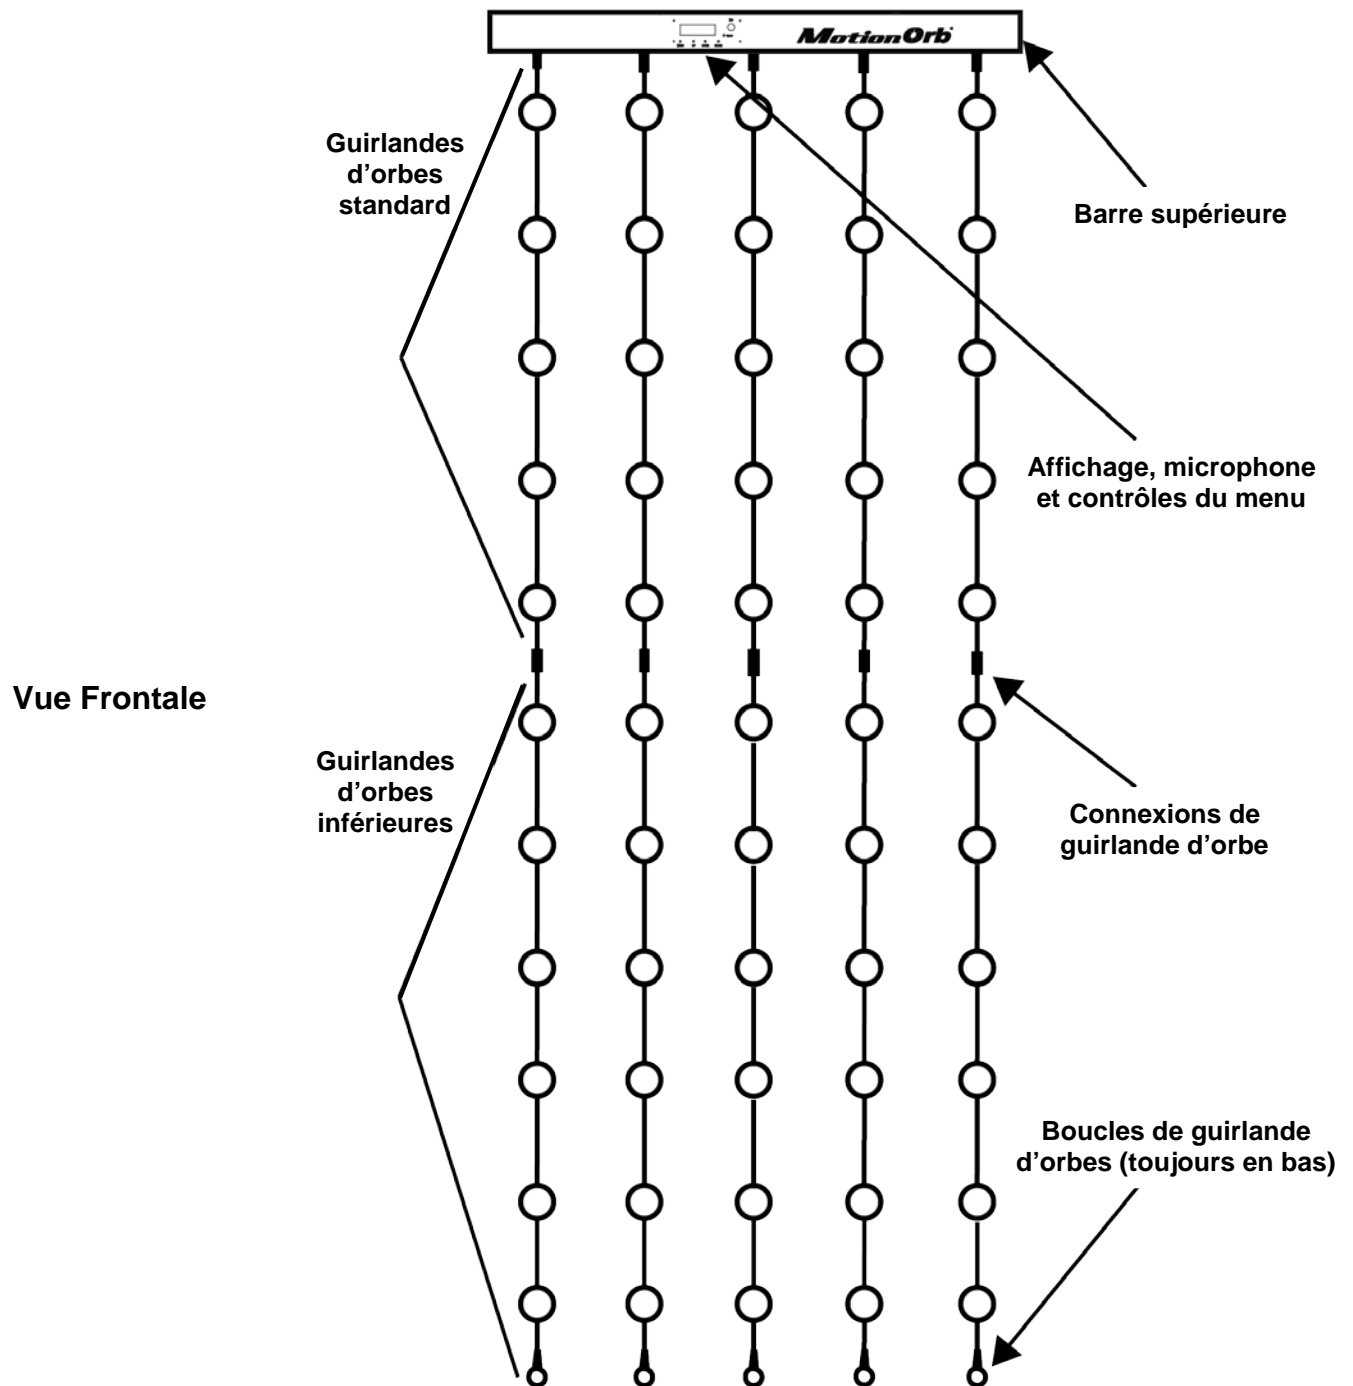 MotionOrb
Guirlandes
d’orbes
standard
Barre supérieure
Affichage, microphone
et contrôles du menu
Vue Frontale
Guirlandes
d’orbes
inférieures
Connexions de
guirlande d’orbe
Boucles de guirlande
d’orbes (toujours en bas)